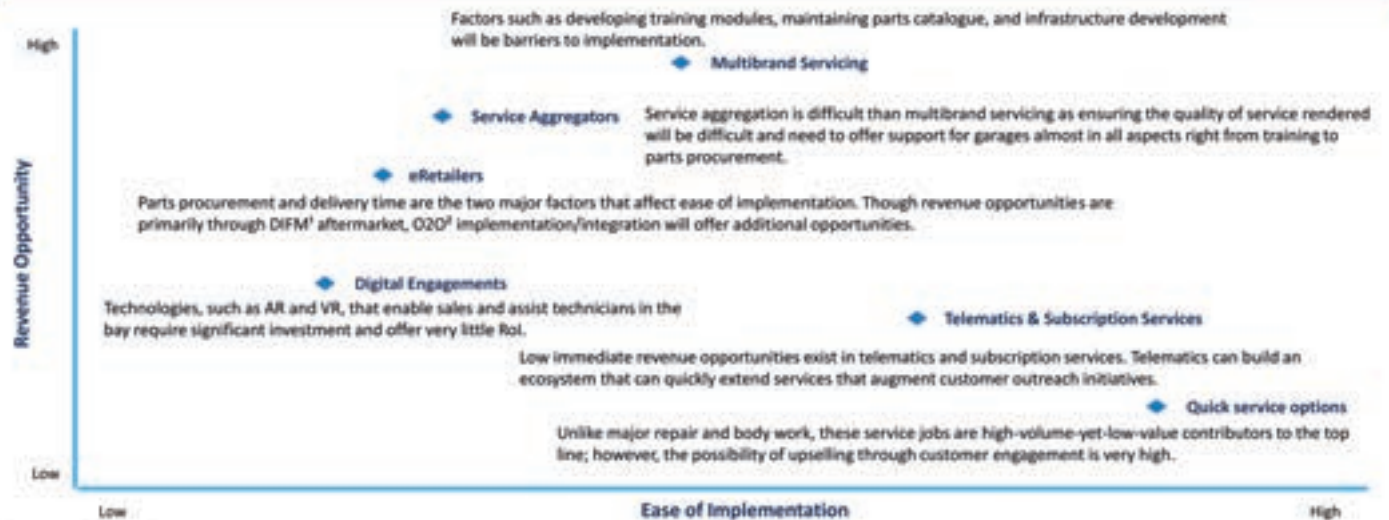 Factors such as developing training modules, maintaining parts catalogue, and infrastructure development
will be barriers to implementation.
High
Multibrand Servicing
Service Aggregators
Service aggregation is difficult than multibrand servicing as ensuring the quality of service rendered
will be difficult and need to offer support for garages almost in all aspects right from training to
parts procurement.
eRetailers
Parts procurement and delivery time are the two major factors that affect ease of implementation. Though revenue opportunities are
primarily through DIFM¹ aftermarket, O2O² implementation/integration will offer additional opportunities.
Revenue Opportunity
Digital Engagements
Technologies, such as AR and VR, that enable sales and assist technicians in the
bay require significant investment and offer very little RoI.
Telematics & Subscription Services
Low immediate revenue opportunities exist in telematics and subscription services. Telematics can build an
ecosystem that can quickly extend services that augment customer outreach initiatives.
Quick service options
Unlike major repair and body work, these service jobs are high-volume-yet-low-value contributors to the top
line; however, the possibility of upselling through customer engagement is very high.
Low
Low
Ease of Implementation
High